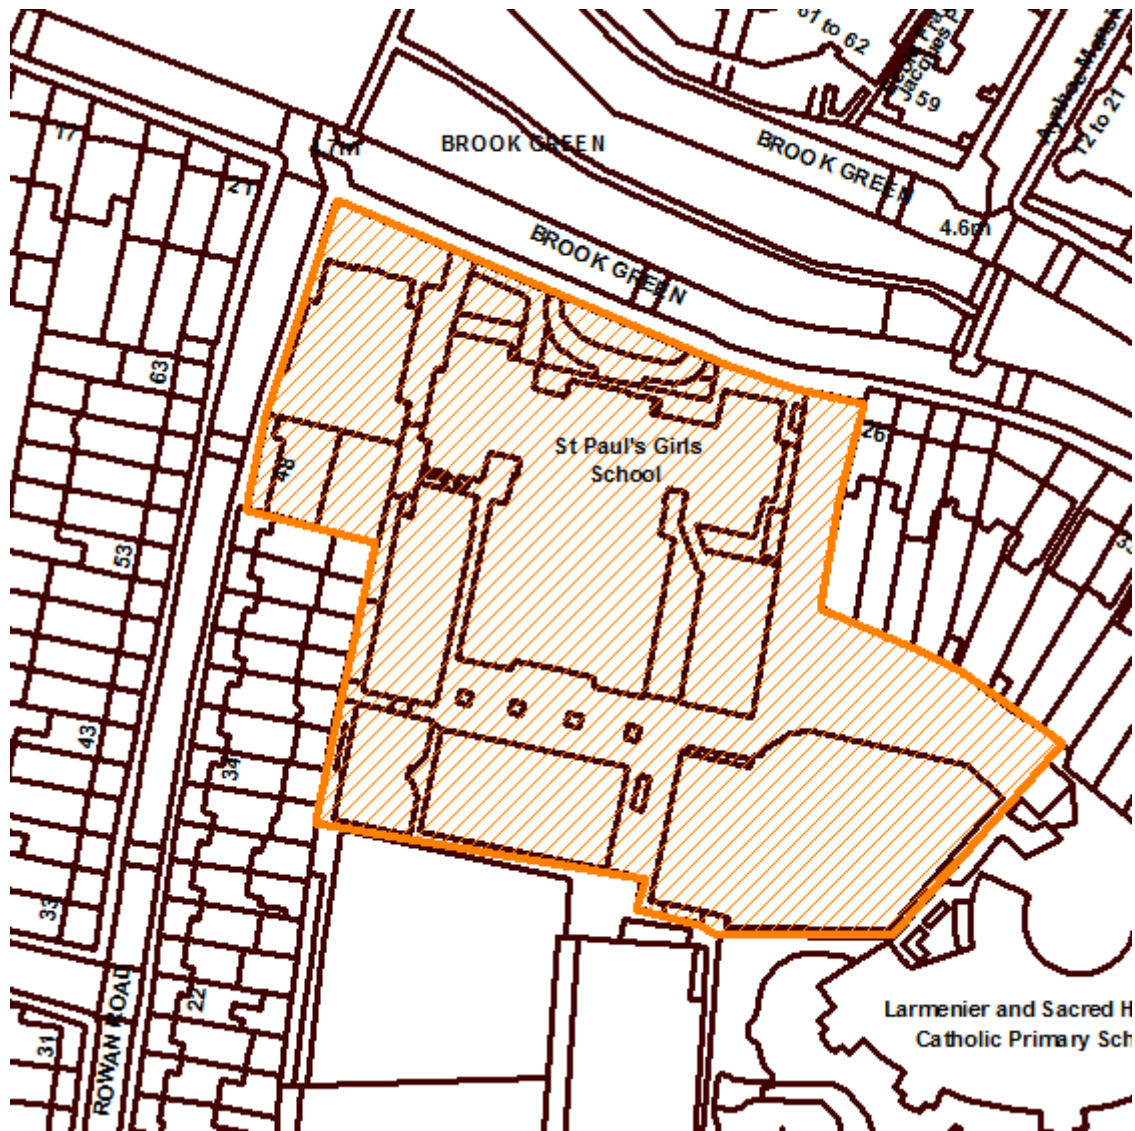 61 to 62
59
12 to 21
BROOK GREEN
BROOK GREEN
4.6m
17
21
BROOK GREEN
63
26
St Paul's Girls
School
48
53
43
34
33
22
31
ROWAN ROAD
Larmenier and Sacred H
Catholic Primary Sch